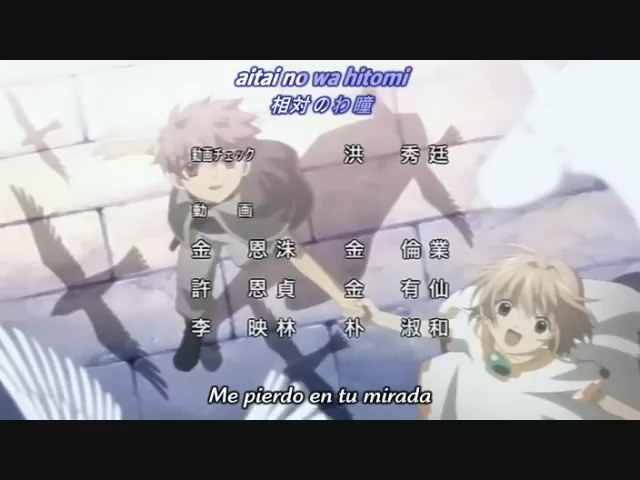 aitai no wa hitomi
相対のわ瞳
動画チェック 洪 秀廷
動 画
金 恩洙 金 倫業
許 恩貞 金 有仙
李 映林 朴 淑和
Me pierdo en tu mirada